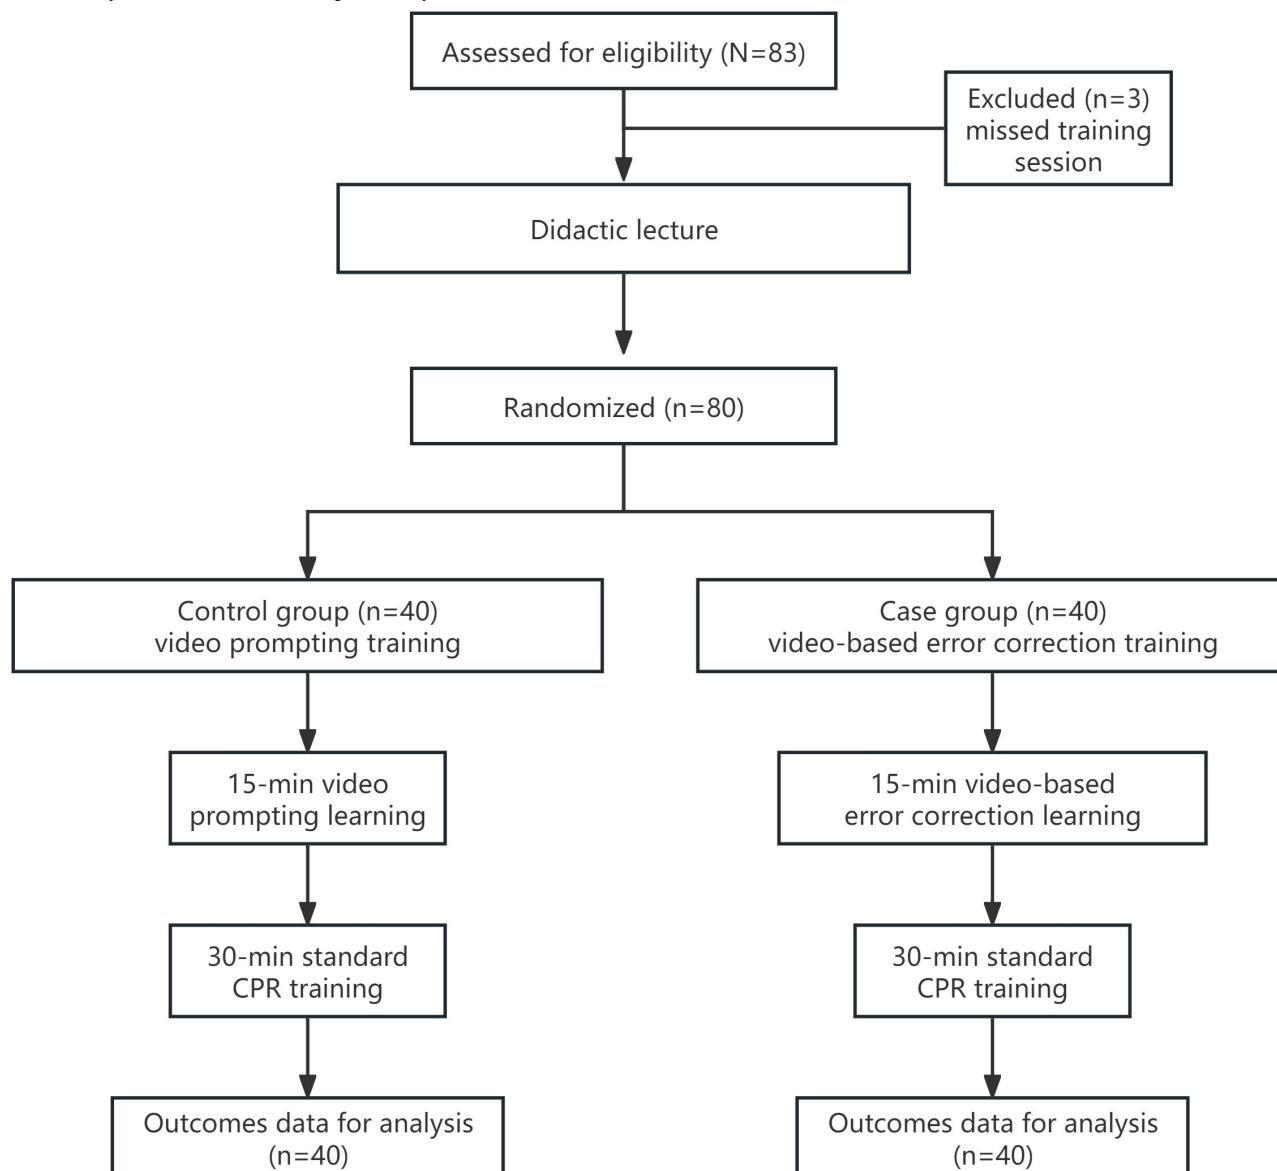 Assessed for eligibility (N=83)
Excluded (n=3)
missed training
session
Didactic lecture
Randomized (n=80)
Control group (n=40)
video prompting training
Case group (n=40)
video-based error correction training
15-min video
prompting learning
15-min video-based
error correction learning
30-min standard
CPR training
30-min standard
CPR training
Outcomes data for analysis
(n=40)
Outcomes data for analysis
(n=40)